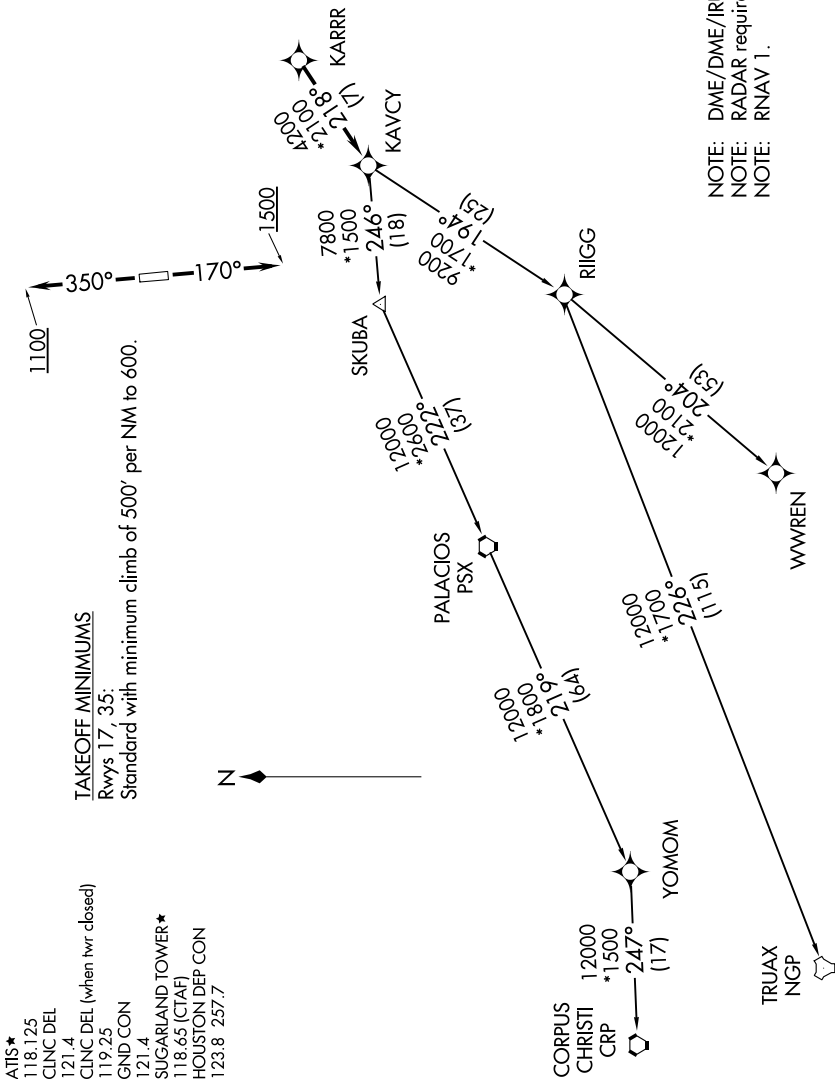 ATIS★
118.125
CLNC DEL
121.4
CLNC DEL (when twr closed)
119.25
GND CON
121.4
SUGARLAND TOWER★
118.65 (CTAF)
HOUSTON DEP CON
123.8 257.7
TAKEOFF MINIMUMS
Rwys 17, 35:
Standard with minimum climb of 500' per NM to 600.
1100
350°
170°
1500
N
KARRR
4200
*2100
218°
(7)
KAVCY
7800
*1500
246°
(18)
SKUBA
9200
*1700
194°
(25)
RIIGG
12000
*2600
222°
(37)
PALACIOS
PSX
12000
*2100
204°
(53)
WWREN
12000
*1800
219°
(64)
YOMOM
12000
*1700
226°
(115)
TRUAX
NGP
12000
*1500
247°
(17)
CORPUS
CHRISTI
CRP
NOTE: DME/DME/IRU
NOTE: RADAR require
NOTE: RNAV 1.